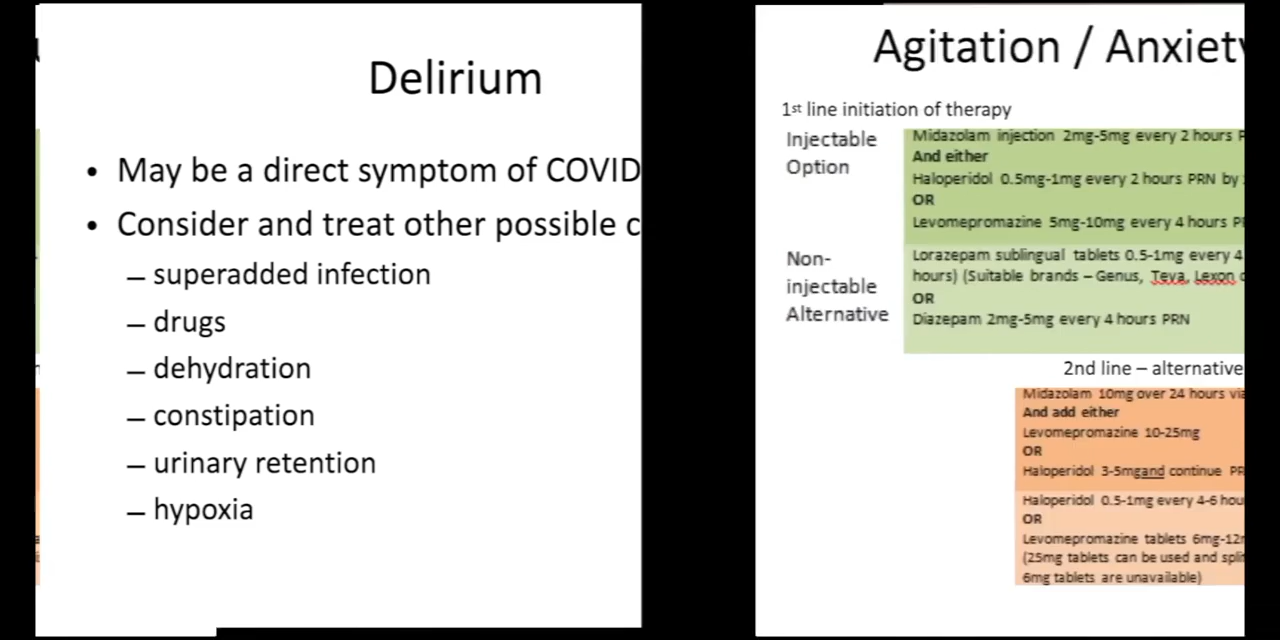 Delirium
• May be a direct symptom of COVID
• Consider and treat other possible
– superadded infection
– drugs
– dehydration
– constipation
– urinary retention
– hypoxia
Agitation / Anxiety
1st line initiation of therapy
Injectable
Option
Midazolam injection 2mg-5mg every 2 hours
And either
Haloperidol 0.5mg-1mg every 2 hours PRN by
OR
Levomepromazine 5mg-10mg every 4 hours
Non-
injectable
Alternative
Lorazepam sublingual tablets 0.5-1mg every 4
hours) (Suitable brands – Genus, Teva, Lexon
OR
Diazepam 2mg-5mg every 4 hours PRN
2nd line – alternative
Midazolam 10mg over 24 hours via
And add either
Levomepromazine 10-25mg
OR
Haloperidol 3-5mgand continue
Haloperidol 0.5-1mg every 4-6
OR
Levomepromazine tablets
(25mg tablets can be used and
6mg tablets are unavailable)